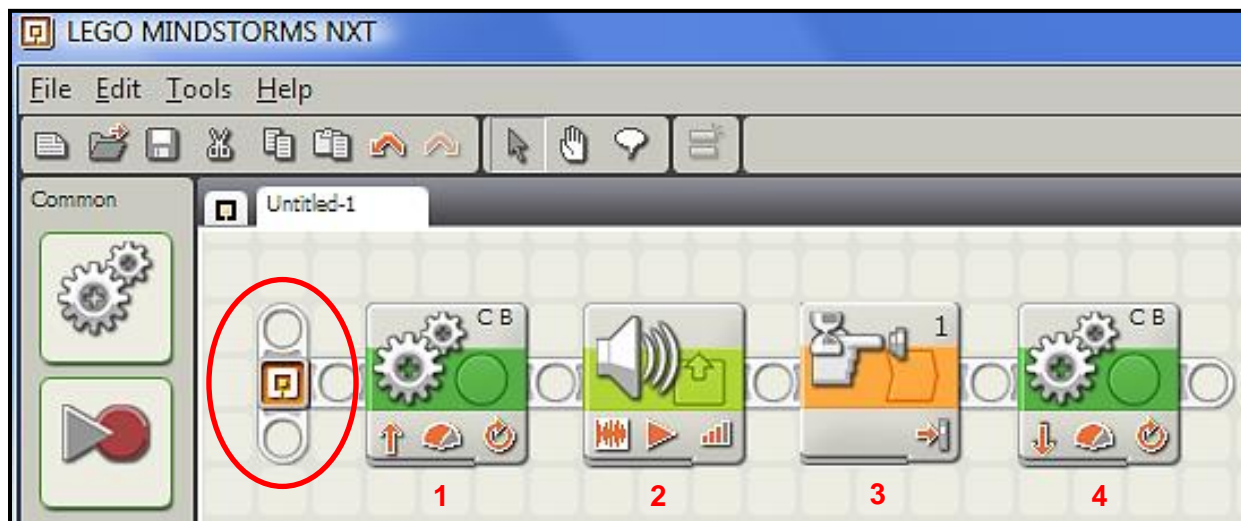 LEGO MINDSTORMS NXT
File Edit Tools Help
Common
Untitled-1
C B
1
C B
1 2 3 4